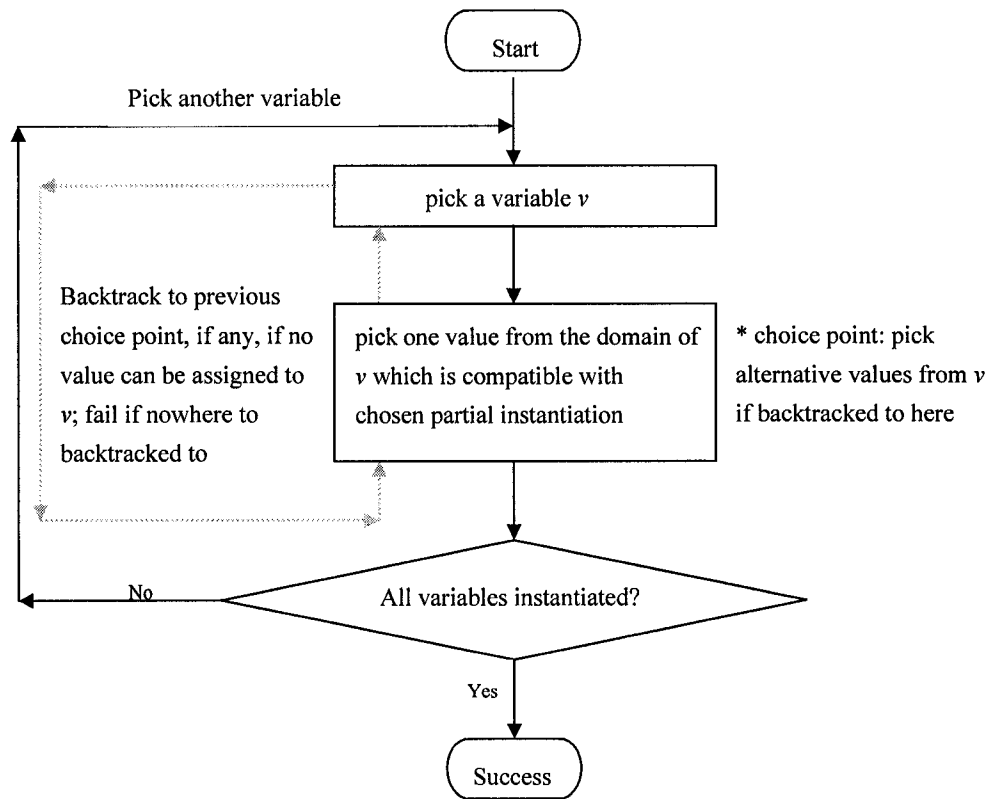 Start
Pick another variable
pick a variable v
Backtrack to previous
choice point, if any, if no
value can be assigned to
v; fail if nowhere to
backtracked to
pick one value from the domain of
v which is compatible with
chosen partial instantiation
* choice point: pick
alternative values from v
if backtracked to here
No
All variables instantiated?
Yes
Success